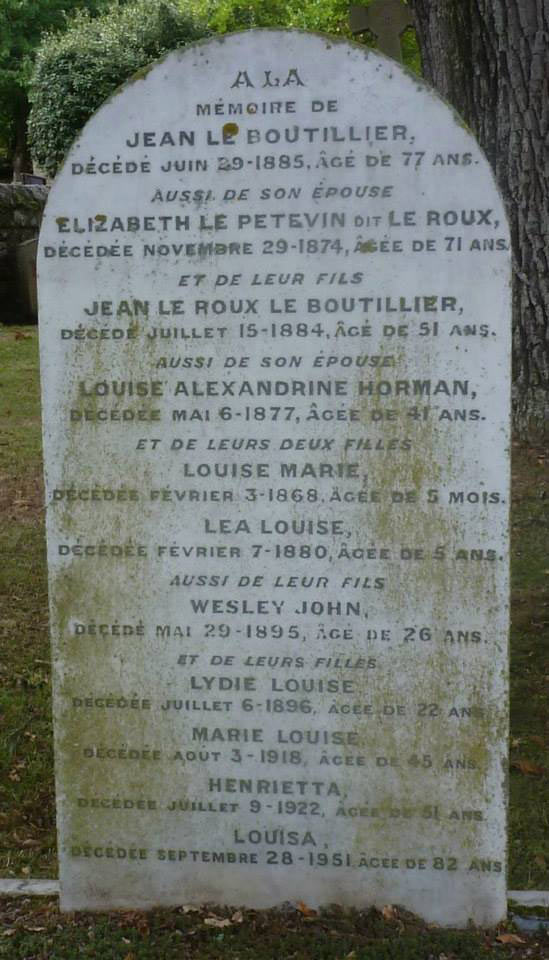 A LA
MÉMOIRE DE
JEAN LE BOUTILLIER,
DÉCÉDÉ JUIN 29-1885, ÂGÉ DE 77 ANS.
AUSSI DE SON ÉPOUSE
ELIZABETH LE PETEVIN DIT LE ROUX,
DÉCÉDÉE NOVEMBRE 29-1874, ÂGÉE DE 71 ANS.
ET DE LEUR FILS
JEAN LE ROUX LE BOUTILLIER,
DÉCÉDÉ JUILLET 15-1884, ÂGÉ DE 51 ANS.
AUSSI DE SON ÉPOUSE
LOUISE ALEXANDRINE HORMAN,
DÉCÉDÉE MAI 6-1877, ÂGÉE DE 41 ANS.
ET DE LEURS DEUX FILLES
LOUISE MARIE,
DÉCÉDÉE FÉVRIER 3-1868, ÂGÉE DE 5 MOIS.
LEA LOUISE,
DÉCÉDÉE FÉVRIER 7-1880, ÂGÉE DE 5 ANS.
AUSSI DE LEUR FILS
WESLEY JOHN,
DÉCÉDÉ MAI 29-1895, ÂGÉ DE 26 ANS.
ET DE LEURS FILLES
LYDIE LOUISE
DÉCÉDÉE JUILLET 6-1896, ÂGÉE DE 22 ANS
MARIE LOUISE,
DÉCÉDÉE AOÛT 3-1918, ÂGÉE DE 45 ANS.
HENRIETTA,
DÉCÉDÉE JUILLET 9-1922, ÂGÉE DE 51 ANS.
LOUISA,
DÉCÉDÉE SEPTEMBRE 28-1951 ÂGÉE DE 82 ANS